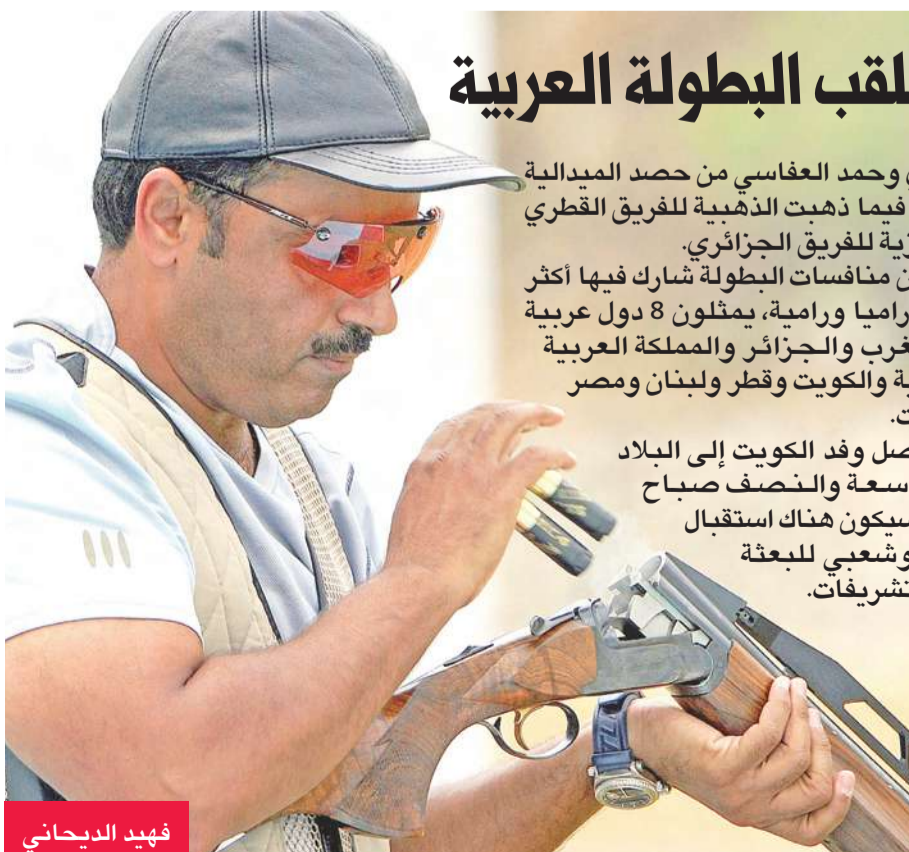 لقب البطولة العربية
وحمد العفاسي من حصد الميدالية
فيما ذهبت الذهبية للفريق القطري
للفريق الجزائري.
منافسات البطولة شارك فيها أكثر
ورامية، يمثلون 8 دول عربية
والجزائر والمملكة العربية
والكويت وقطر ولبنان ومصر
وفد الكويت إلى البلاد
والنصف صباح
سيكون هناك استقبال
وشعبي للبعثة
فهيد الديحاني